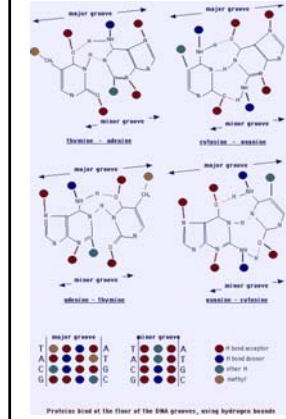 major groove major groove
minor groove minor groove
thymine - adenine cytosine - guanine
major groove major groove
minor groove minor groove
adenine - thymine guanine - cytosine
major groove minor groove
T A T A
A T A T
C G C G
G C G C
H bond acceptor
H bond donner
other H
methyl
Proteins bind at the floor of the DNA grooves, using hydrogen bounds